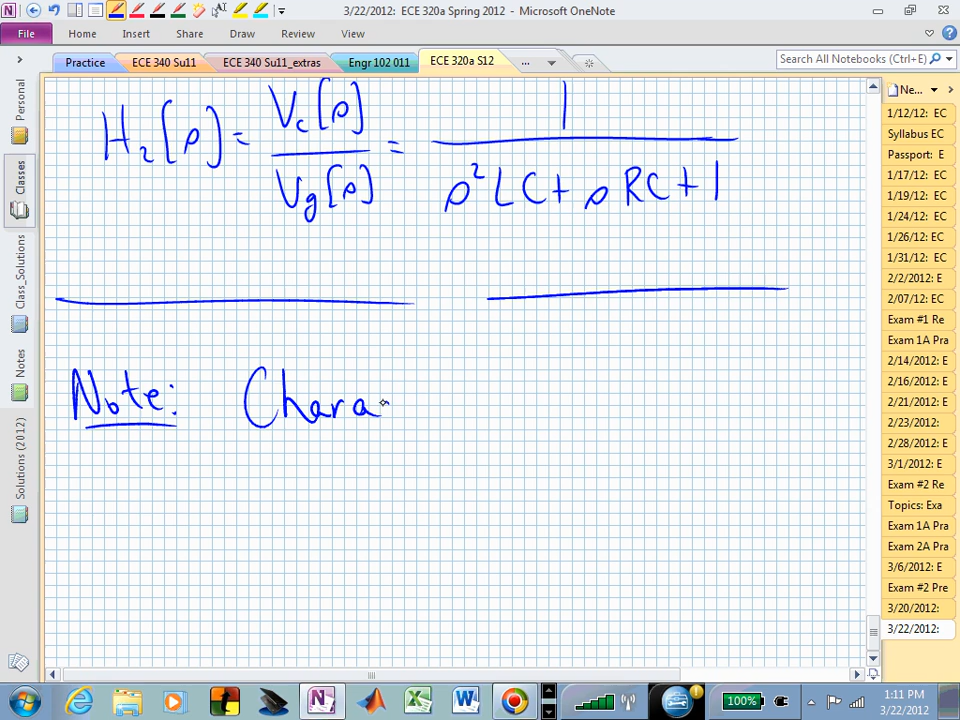 3/22/2012: ECE 320a Spring 2012 - Microsoft OneNote
File Home Insert Share Draw Review View
Practice ECE 340 Su11 ECE 340 Su11_extras Engr 102 011 ECE 320a S12 ...
Search All Notebooks (Ctrl+E)
Personal
Classes
Class_Solutions
Notes
Solutions (2012)
H₂[s] = Vc[s] / Vg[s] = 1 / s²LC + sRC + 1
Note: Chara
Ne...
1/12/12: EC
Syllabus EC
Passport: E
1/17/12: EC
1/19/12: EC
1/24/12: EC
1/26/12: EC
1/31/12: EC
2/2/2012: E
2/07/12: EC
Exam #1 Re
Exam 1A Pra
2/14/2012: E
2/16/2012: E
2/21/2012: E
2/23/2012:
2/28/2012: E
3/1/2012: E
Exam #2 Re
Topics: Exa
Exam 1A Pra
Exam 2A Pra
3/6/2012: E
Exam #2 Pre
3/20/2012:
3/22/2012:
100%
1:11 PM
3/22/2012